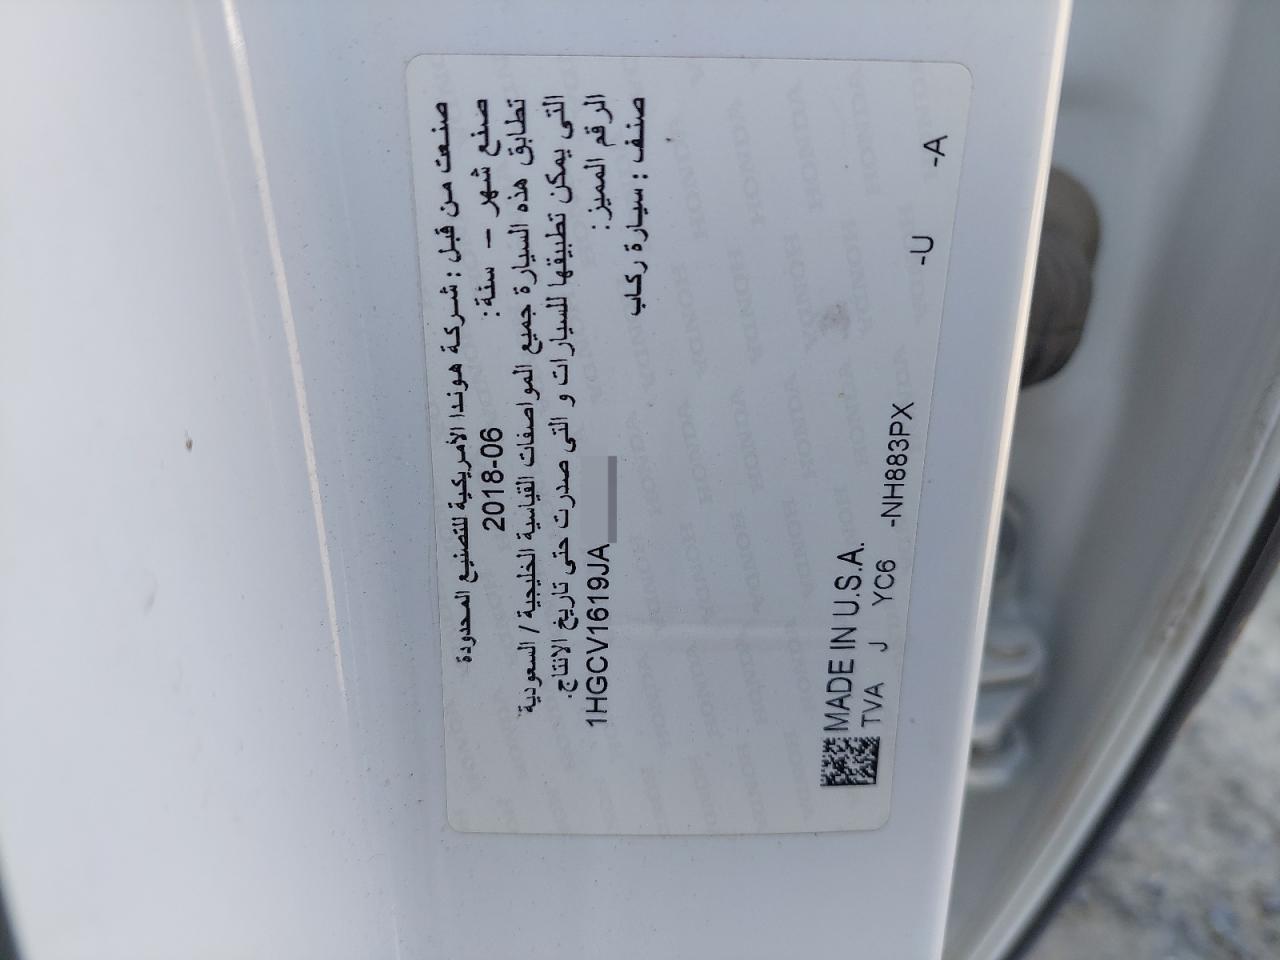 صنعت من قبل : شركة هوندا الأمريكية للتصنيع المحدودة
صنع شهر – سنة: 2018-06
تطابق هذه السيارة جميع المواصفات القياسية الخليجية / السعودية
التى يمكن تطبيقها للسيارات و التى صدرت حتى تاريخ الانتاج.
الرقم المميز: 1HGCV1619JA
صنف : سيارة ركاب
MADE IN U.S.A.
TVA J YC6 -NH883PX -U -A